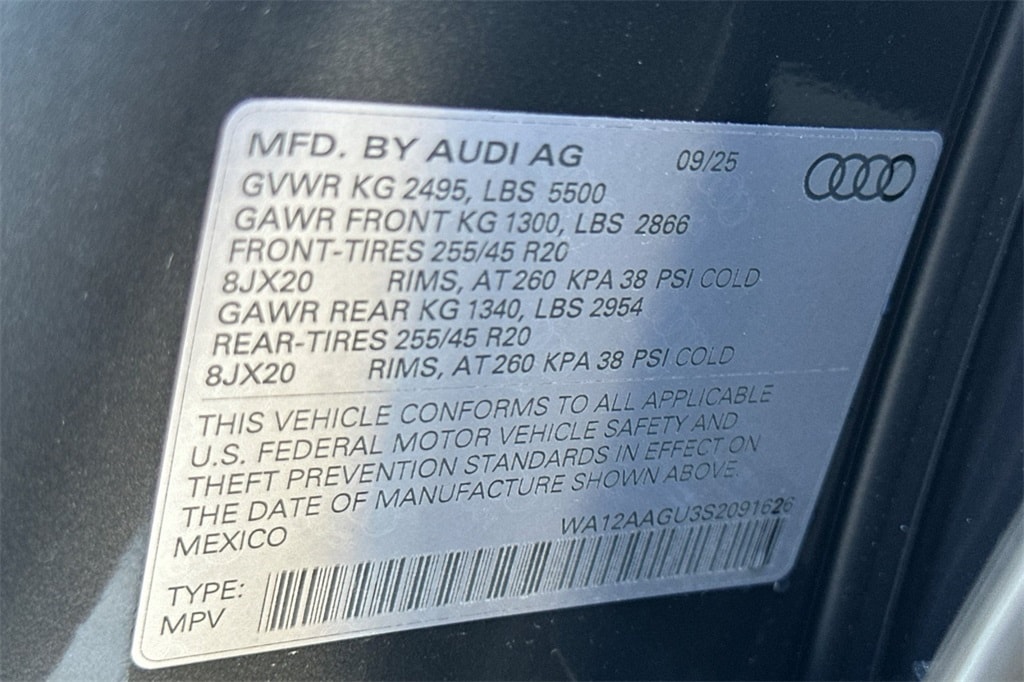 MFD. BY AUDI AG 09/25
GVWR KG 2495, LBS 5500
GAWR FRONT KG 1300, LBS 2866
FRONT-TIRES 255/45 R20
8JX20 RIMS, AT 260 KPA 38 PSI COLD
GAWR REAR KG 1340, LBS 2954
REAR-TIRES 255/45 R20
8JX20 RIMS, AT 260 KPA 38 PSI COLD
THIS VEHICLE CONFORMS TO ALL APPLICABLE
U.S. FEDERAL MOTOR VEHICLE SAFETY AND
THEFT PREVENTION STANDARDS IN EFFECT ON
THE DATE OF MANUFACTURE SHOWN ABOVE.
MEXICO WA12AAGU3S2091626
TYPE:
MPV